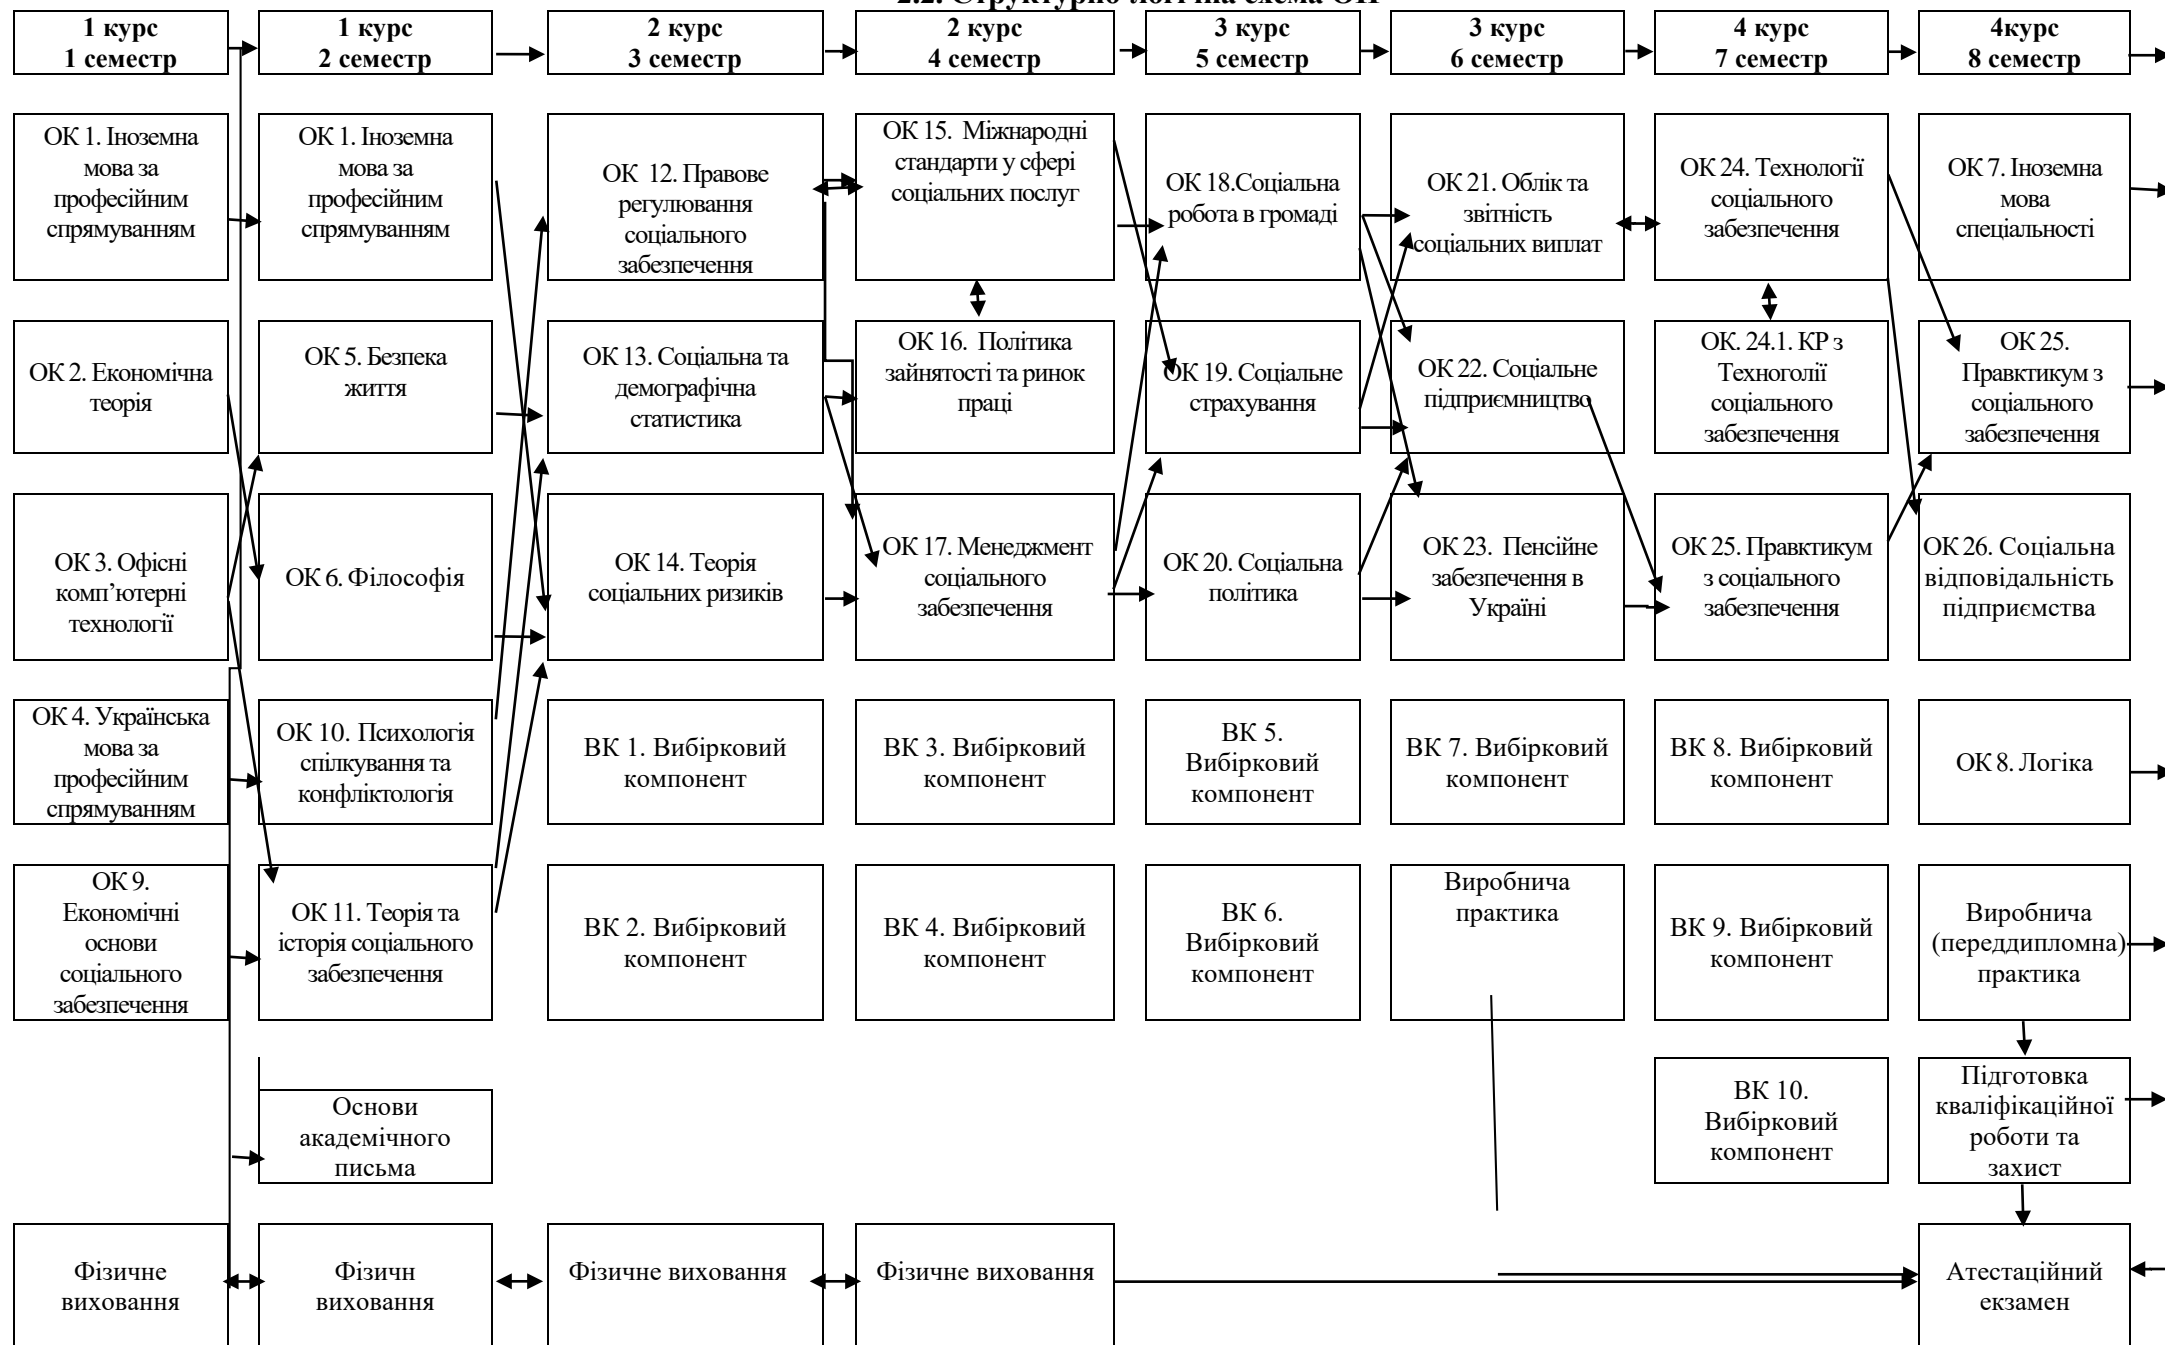 2.2. Структурно-логічна схема ОП
1 курс
1 семестр
1 курс
2 семестр
2 курс
3 семестр
2 курс
4 семестр
3 курс
5 семестр
3 курс
6 семестр
4 курс
7 семестр
4курс
8 семестр
ОК 1. Іноземна
мова за
професійним
спрямуванням
ОК 1. Іноземна
мова за
професійним
спрямуванням
ОК 12. Правове
регулювання
соціального
забезпечення
ОК 15. Міжнародні
стандарти у сфері
соціальних послуг
ОК 18.Соціальна
робота в громаді
ОК 21. Облік та
звітність
соціальних виплат
ОК 24. Технології
соціального
забезпечення
ОК 7. Іноземна
мова
спеціальності
ОК 2. Економічна
теорія
ОК 5. Безпека
життя
ОК 13. Соціальна та
демографічна
статистика
ОК 16. Політика
зайнятості та ринок
праці
ОК 19. Соціальне
страхування
ОК 22. Соціальне
підприємництво
ОК. 24.1. КР з
Техноголії
соціального
забезпечення
ОК 25.
Правктикум з
соціального
забезпечення
ОК 3. Офісні
комп’ютерні
технології
ОК 6. Філософія
ОК 14. Теорія
соціальних ризиків
ОК 17. Менеджмент
соціального
забезпечення
ОК 20. Соціальна
політика
ОК 23. Пенсійне
забезпечення в
Україні
ОК 25. Правктикум
з соціального
забезпечення
ОК 26. Соціальна
відповідальність
підприємства
ОК 4. Українська
мова за
професійним
спрямуванням
ОК 10. Психологія
спілкування та
конфліктологія
ВК 1. Вибірковий
компонент
ВК 3. Вибірковий
компонент
ВК 5.
Вибірковий
компонент
ВК 7. Вибірковий
компонент
ВК 8. Вибірковий
компонент
ОК 8. Логіка
ОК 9.
Економічні
основи
соціального
забезпечення
ОК 11. Теорія та
історія соціального
забезпечення
ВК 2. Вибірковий
компонент
ВК 4. Вибірковий
компонент
ВК 6.
Вибірковий
компонент
Виробнича
практика
ВК 9. Вибірковий
компонент
Виробнича
(переддипломна)
практика
Основи
академічного
письма
ВК 10.
Вибірковий
компонент
Підготовка
кваліфікаційної
роботи та
захист
Фізичне
виховання
Фізичн
виховання
Фізичне виховання
Фізичне виховання
Атестаційний
екзамен